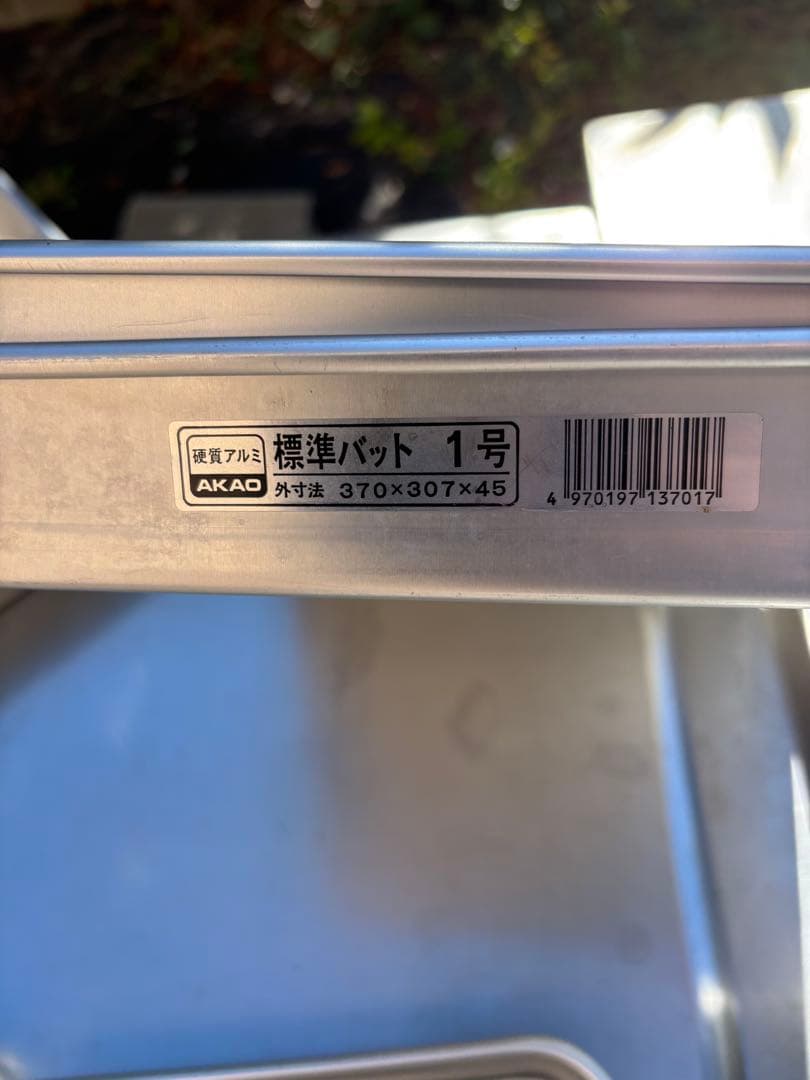 硬質アルミ
AKAO
標準バット 1号
外寸法 370×307×45
4 970197 137017